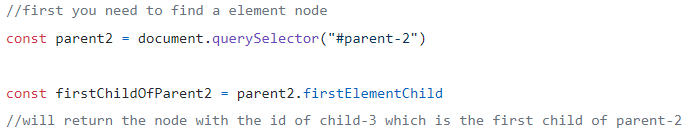 //first you need to find a element node
const parent2 = document.querySelector("#parent-2")
const firstChildOfParent2 = parent2.firstElementChild
//will return the node with the id of child-3 which is the first child of parent-2